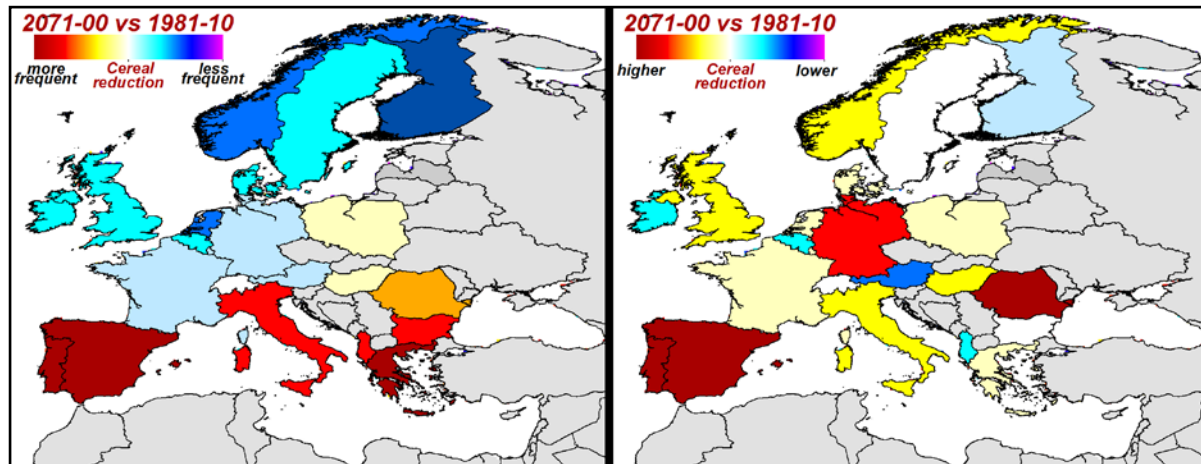 2071-00 vs 1981-10
more Cereal less
frequent reduction frequent
2071-00 vs 1981-10
higher Cereal lower
reduction